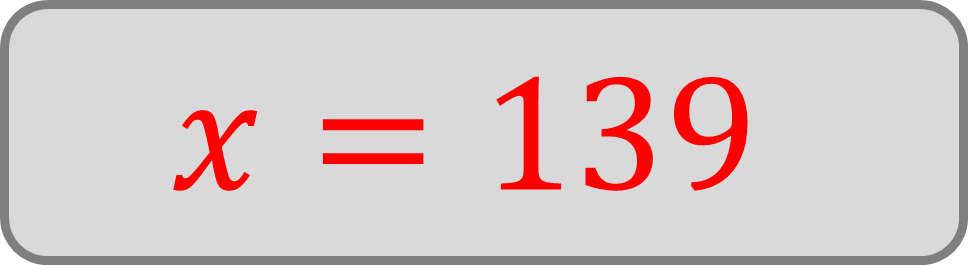 x = 139